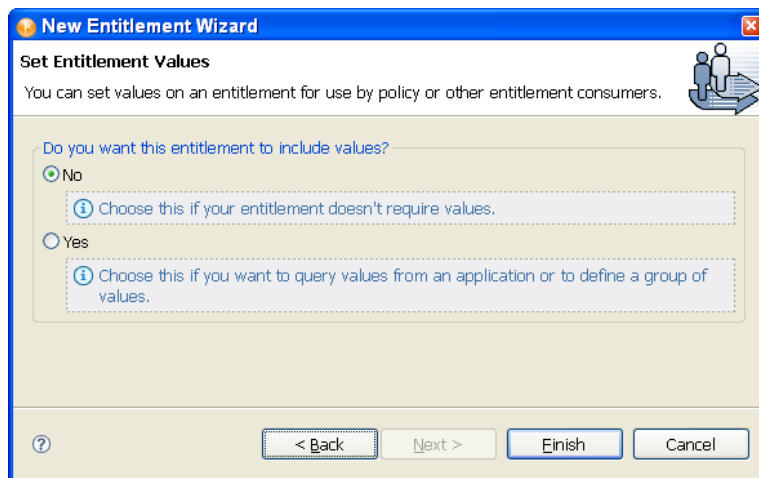 New Entitlement Wizard
Set Entitlement Values
You can set values on an entitlement for use by policy or other entitlement consumers.
Do you want this entitlement to include values?
No
Choose this if your entitlement doesn't require values.
Yes
Choose this if you want to query values from an application or to define a group of
values.
< Back Next > Finish Cancel